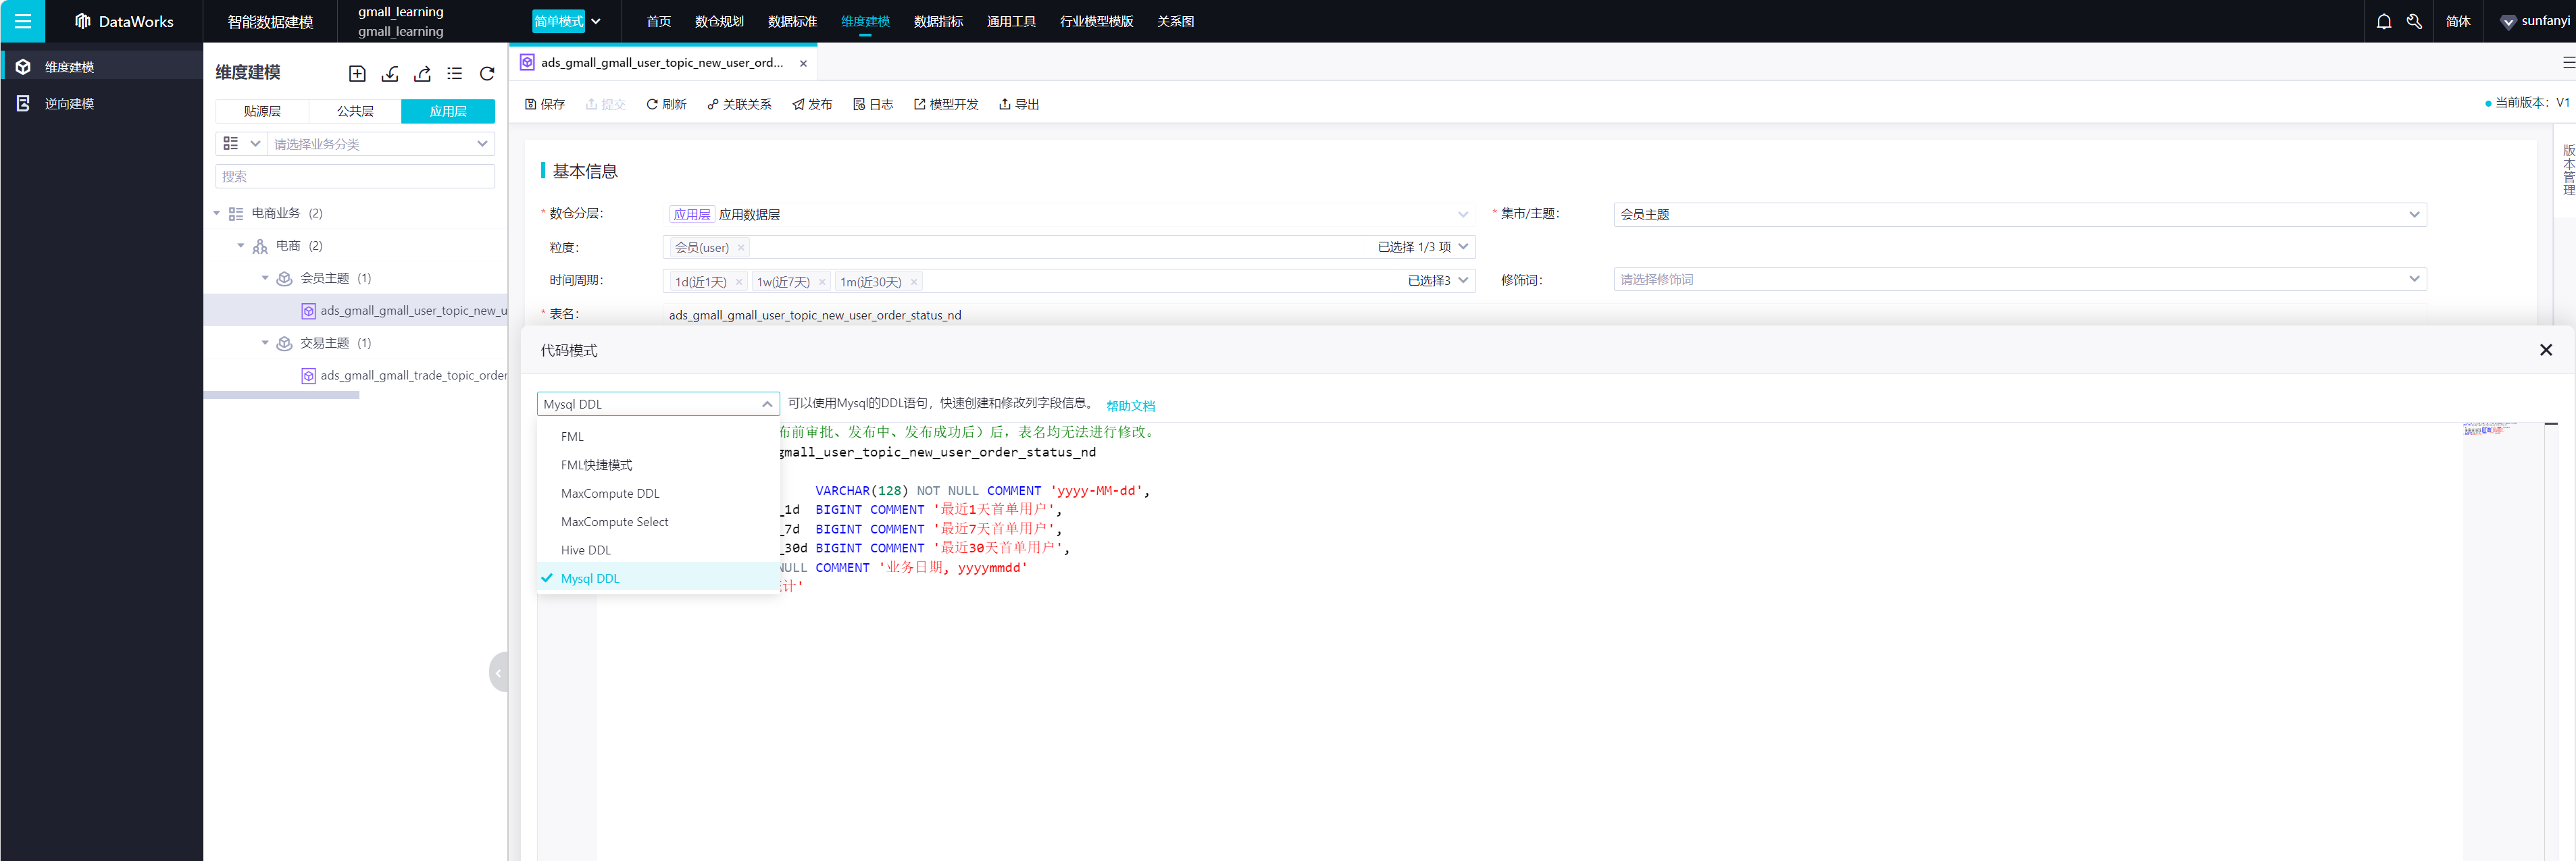 DataWorks
智能数据建模
gmall_learning
gmall_learning
简单模式
首页 数仓规划 数据标准 维度建模 数据指标 通用工具 行业模型模版 关系图
简体
sunfanyi
维度建模
逆向建模
维度建模
贴源层 公共层 应用层
请选择业务分类
搜索
电商业务 (2)
电商 (2)
会员主题 (1)
ads_gmall_gmall_user_topic_new_u
交易主题 (1)
ads_gmall_gmall_trade_topic_order
ads_gmall_gmall_user_topic_new_user_ord...
保存 提交 刷新 关联关系 发布 日志 模型开发 导出
当前版本：V1
版本管理
基本信息
* 数仓分层： 应用层 应用数据层
* 集市/主题： 会员主题
粒度： 会员(user) 已选择 1/3 项
时间周期： 1d(近1天) 1w(近7天) 1m(近30天) 已选择3
修饰词： 请选择修饰词
* 表名： ads_gmall_gmall_user_topic_new_user_order_status_nd
代码模式
Mysql DDL 可以使用Mysql的DDL语句，快速创建和修改列字段信息。 帮助文档
FML
FML快捷模式
MaxCompute DDL
MaxCompute Select
Hive DDL
Mysql DDL
布前审批、发布中、发布成功后）后，表名均无法进行修改。
gmall_user_topic_new_user_order_status_nd
VARCHAR(128) NOT NULL COMMENT 'yyyy-MM-dd',
_1d BIGINT COMMENT '最近1天首单用户',
_7d BIGINT COMMENT '最近7天首单用户',
_30d BIGINT COMMENT '最近30天首单用户',
NULL COMMENT '业务日期, yyyymmdd'
计'